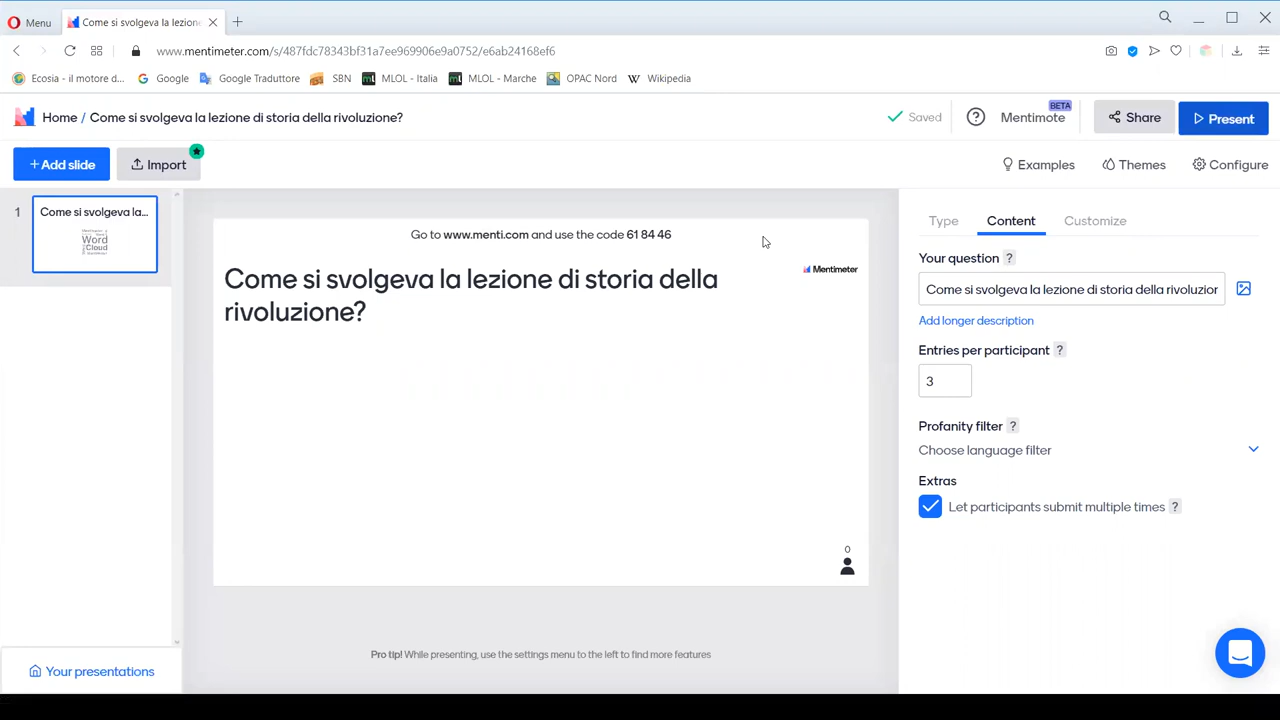 Menu
Come si svolgeva la lezione
www.mentimeter.com/s/487fdc78343bf31a7ee969906e9a0752/e6ab24168ef6
Ecosia - il motore d...
Google
Google Traduttore
SBN
MLOL - Italia
MLOL - Marche
OPAC Nord
Wikipedia
Home / Come si svolgeva la lezione di storia della rivoluzione?
Saved
Mentimote
BETA
Share
Present
+ Add slide
Import
Examples
Themes
Configure
1
Come si svolgeva la...
Word
Cloud
Go to www.menti.com and use the code 61 84 46
Mentimeter
Come si svolgeva la lezione di storia della
rivoluzione?
0
Pro tip! While presenting, use the settings menu to the left to find more features
Type
Content
Customize
Your question ?
Come si svolgeva la lezione di storia della rivoluzior
Add longer description
Entries per participant ?
3
Profanity filter ?
Choose language filter
Extras
Let participants submit multiple times ?
Your presentations